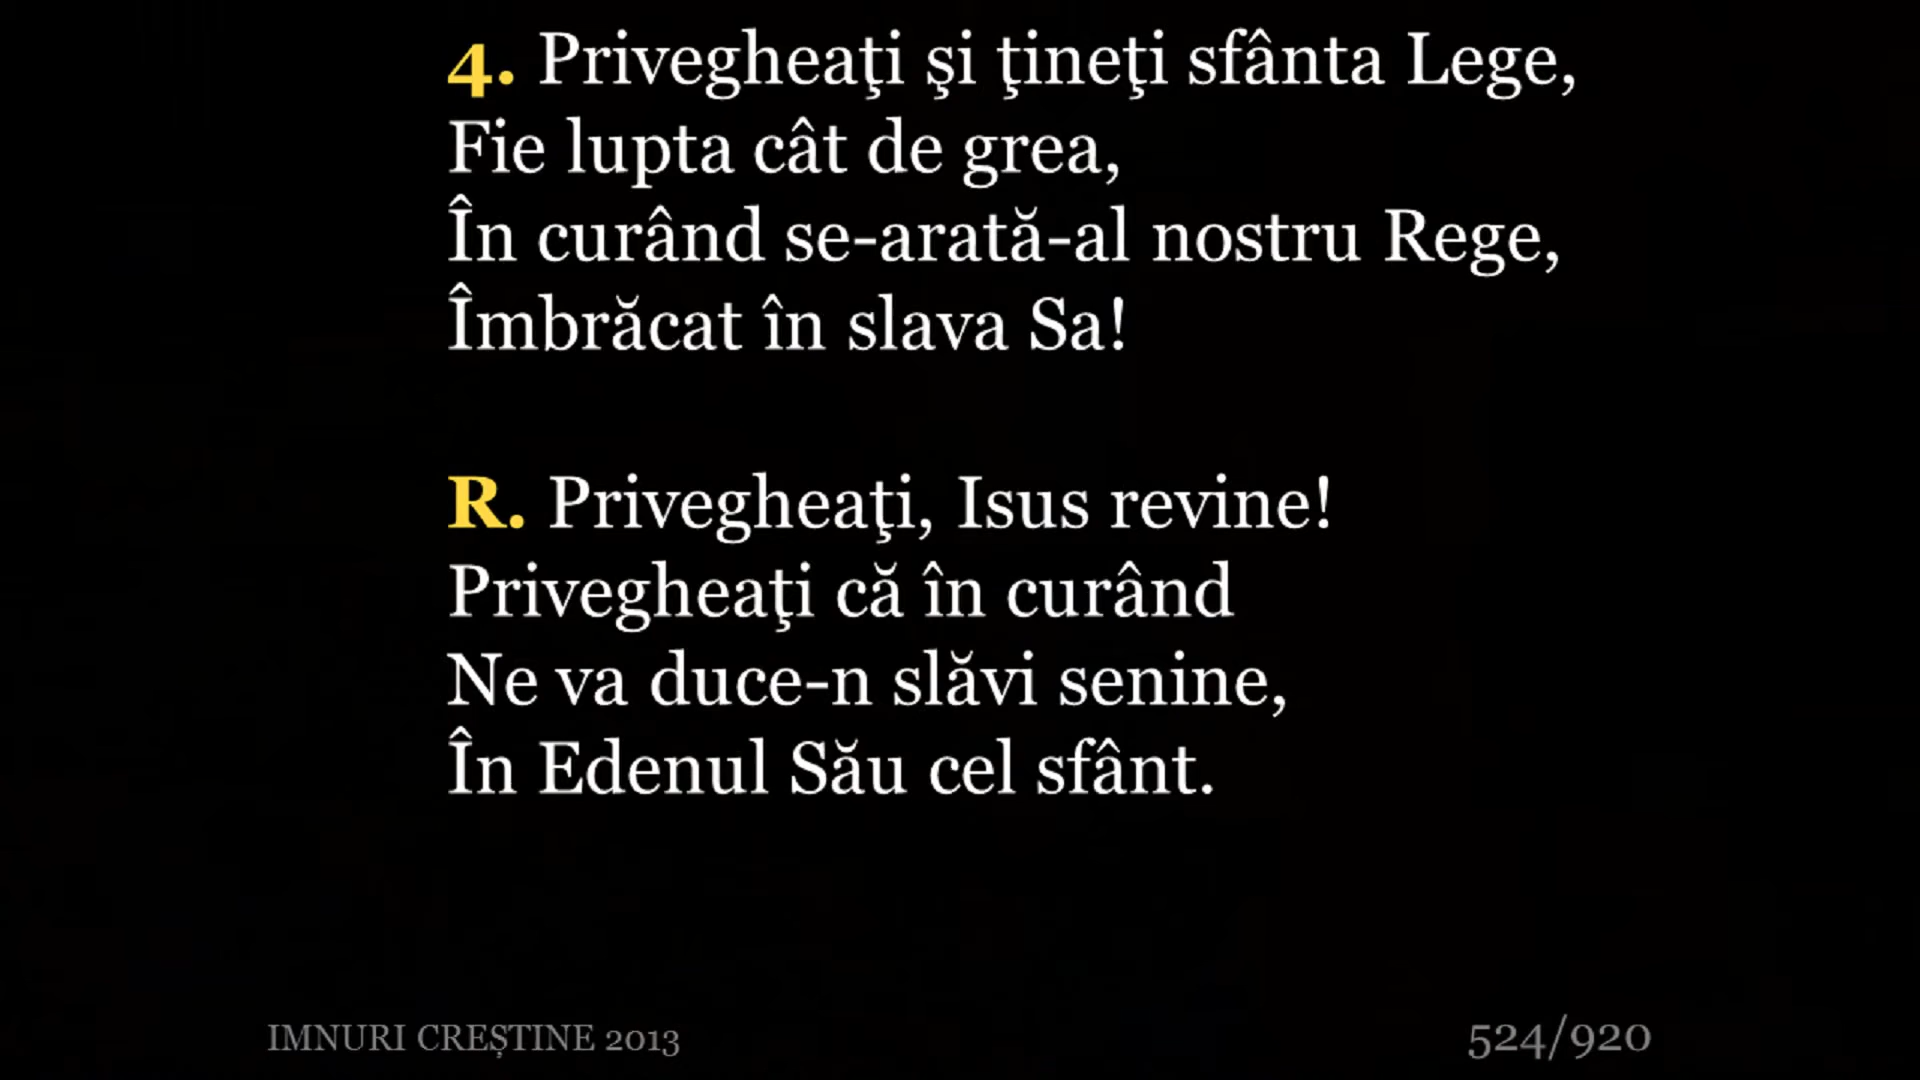 4. Privegheaţi şi ţineţi sfânta Lege,
Fie lupta cât de grea,
În curând se-arată-al nostru Rege,
Îmbrăcat în slava Sa!
R. Privegheaţi, Isus revine!
Privegheaţi că în curând
Ne va duce-n slăvi senine,
În Edenul Său cel sfânt.
IMNURI CREȘTINE 2013
524/920